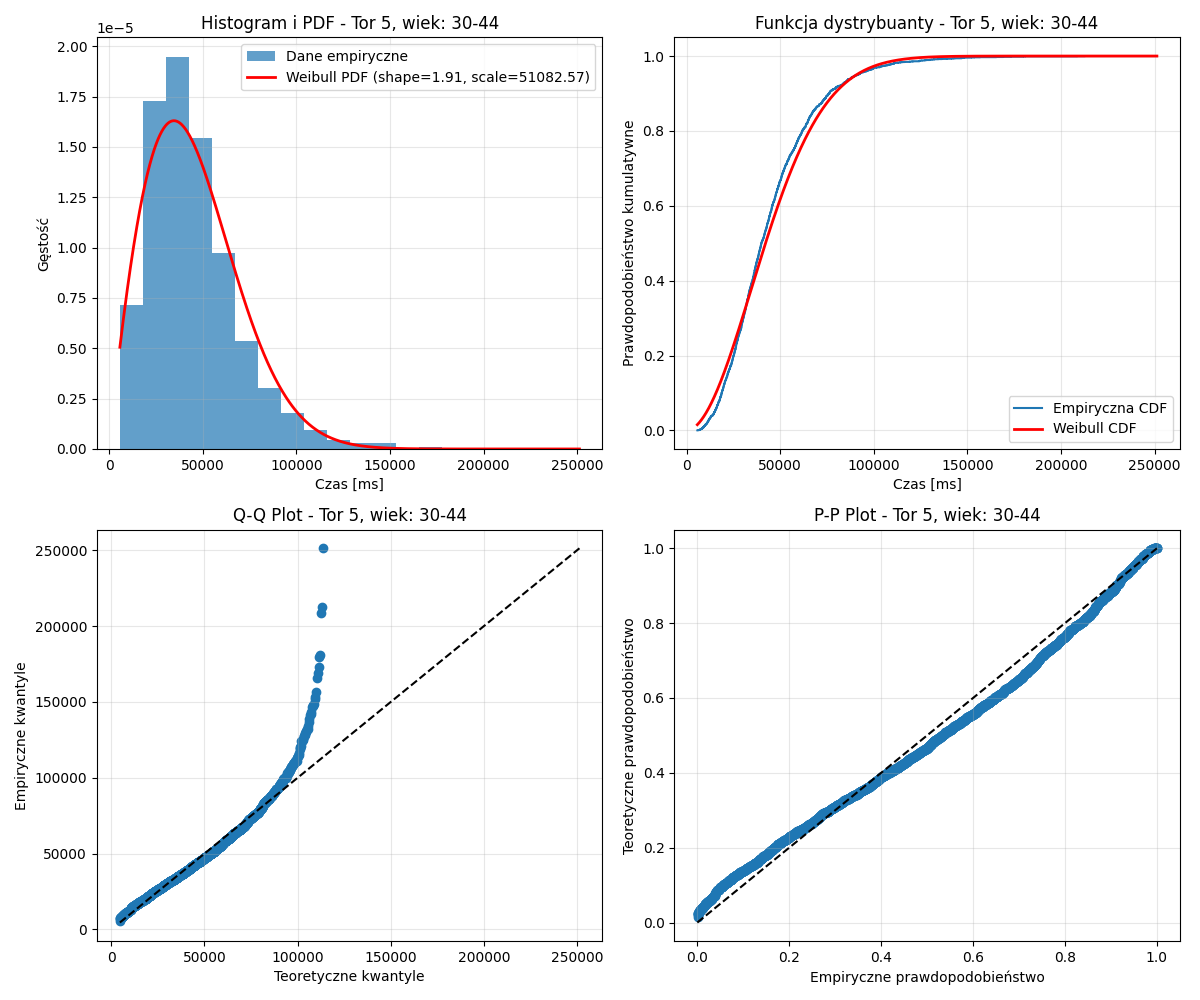 Histogram i PDF - Tor 5, wiek: 30-44
1e−5
2.00
1.75
1.50
1.25
1.00
0.75
0.50
0.25
0.00
Gęstość
0 50000 100000 150000 200000 250000
Czas [ms]
Dane empiryczne
Weibull PDF (shape=1.91, scale=51082.57)
Funkcja dystrybuanty - Tor 5, wiek: 30-44
1.0
0.8
0.6
0.4
0.2
0.0
Prawdopodobieństwo kumulatywne
0 50000 100000 150000 200000 250000
Czas [ms]
Empiryczna CDF
Weibull CDF
Q-Q Plot - Tor 5, wiek: 30-44
250000
200000
150000
100000
50000
0
Empiryczne kwantyle
0 50000 100000 150000 200000 250000
Teoretyczne kwantyle
P-P Plot - Tor 5, wiek: 30-44
1.0
0.8
0.6
0.4
0.2
0.0
Teoretyczne prawdopodobieństwo
0.0 0.2 0.4 0.6 0.8 1.0
Empiryczne prawdopodobieństwo